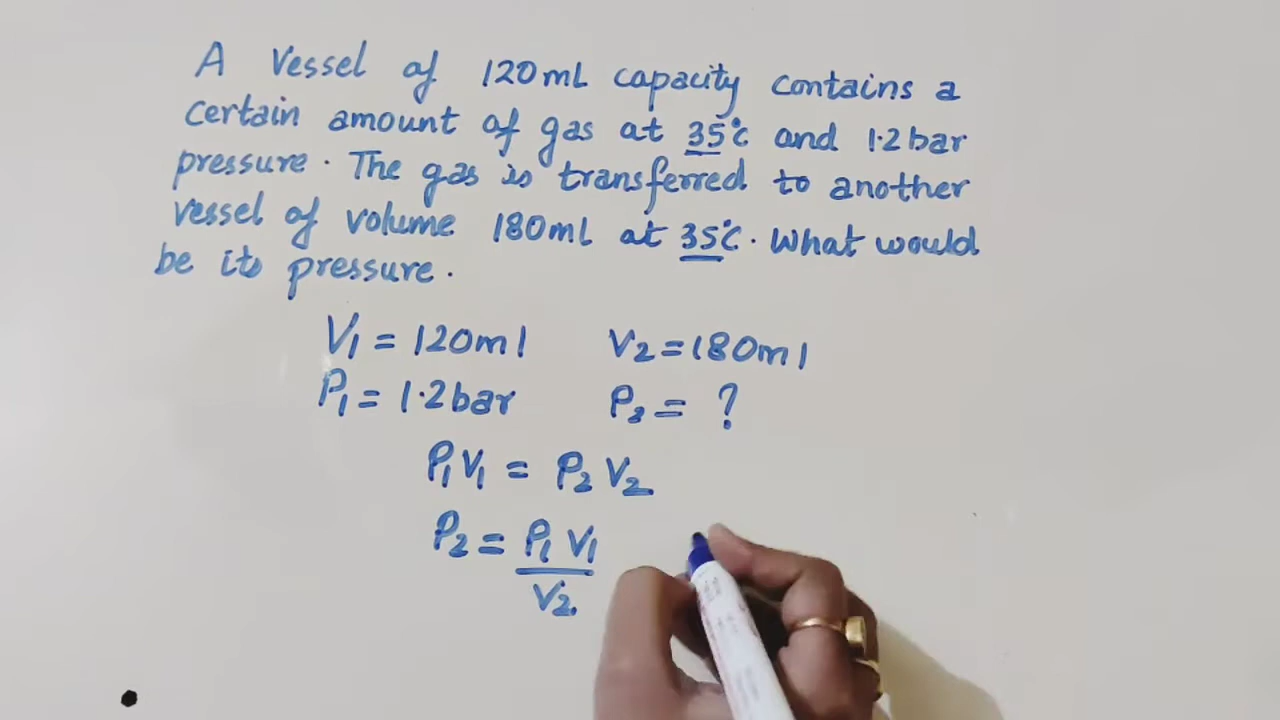 A Vessel of 120ml capacity contains a
certain amount of gas at 35°C and 1.2bar
pressure. The gas is transferred to another
vessel of volume 180ml at 35°C. What would
be its pressure.
V₁ = 120ml V₂ = 180ml
P₁ = 1.2bar P₂ = ?
P₁V₁ = P₂V₂
P₂ = P₁V₁
V₂